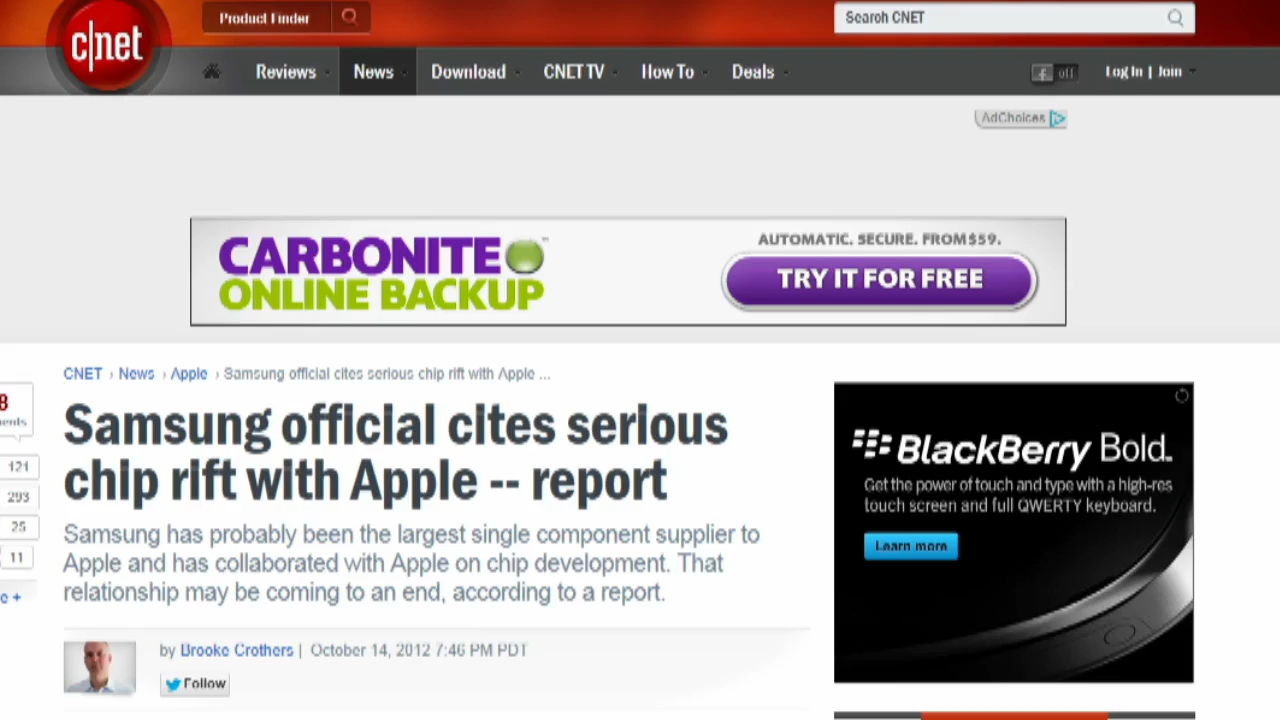 c|net
Product Finder
Search CNET
Reviews
News
Download
CNET TV
How To
Deals
off
Log In | Join
AdChoices
CARBONITE
ONLINE BACKUP
AUTOMATIC. SECURE. FROM $59.
TRY IT FOR FREE
CNET › News › Apple › Samsung official cites serious chip rift with Apple ...
8
ents
Samsung official cites serious
chip rift with Apple -- report
121
293
25
11
e +
Samsung has probably been the largest single component supplier to
Apple and has collaborated with Apple on chip development. That
relationship may be coming to an end, according to a report.
by Brooke Crothers | October 14, 2012 7:46 PM PDT
Follow
BlackBerry Bold.
Get the power of touch and type with a high-res
touch screen and full QWERTY keyboard.
Learn more